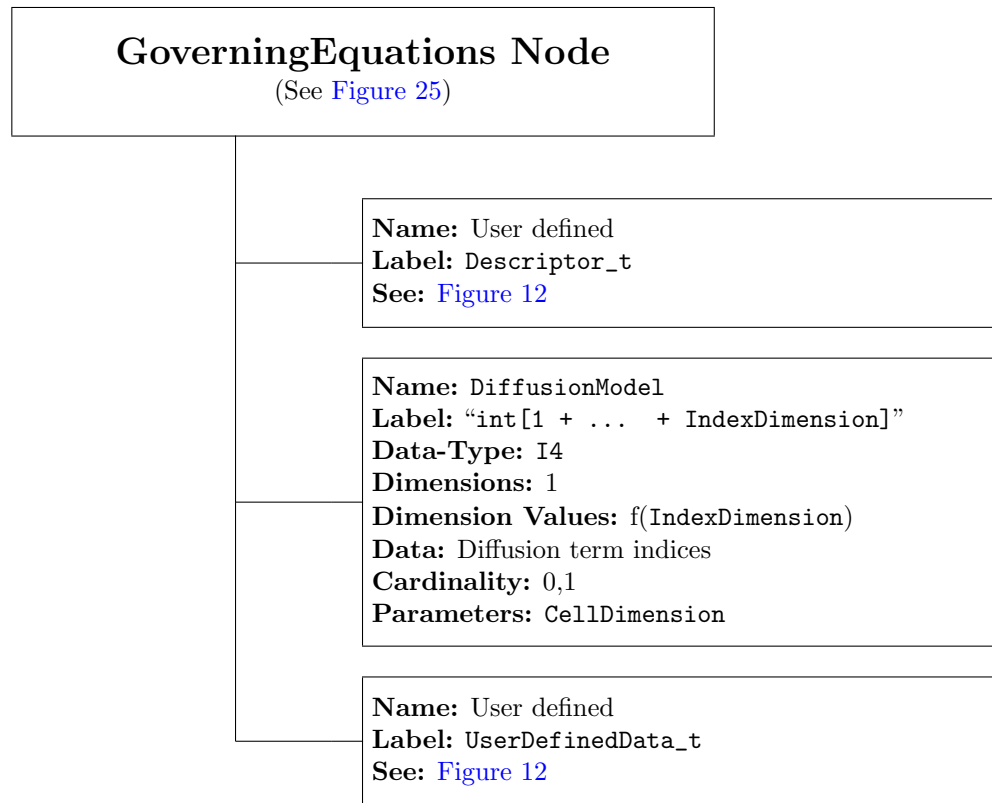 GoverningEquations Node
(See Figure 25)
Name: User defined
Label: Descriptor_t
See: Figure 12
Name: DiffusionModel
Label: “int[1 + ... + IndexDimension]”
Data-Type: I4
Dimensions: 1
Dimension Values: f(IndexDimension)
Data: Diffusion term indices
Cardinality: 0,1
Parameters: CellDimension
Name: User defined
Label: UserDefinedData_t
See: Figure 12